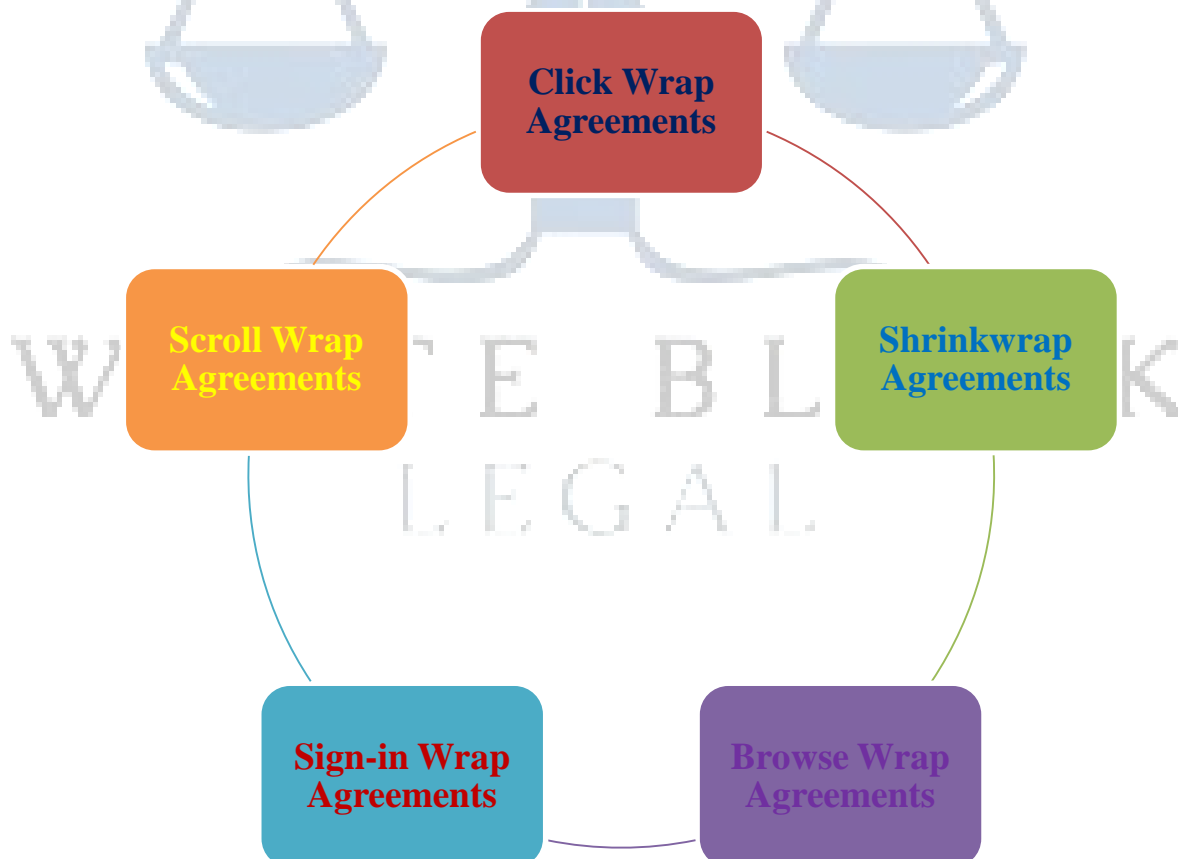 Click Wrap
Agreements
Shrinkwrap
Agreements
Browse Wrap
Agreements
Sign-in Wrap
Agreements
Scroll Wrap
Agreements
LEGAL